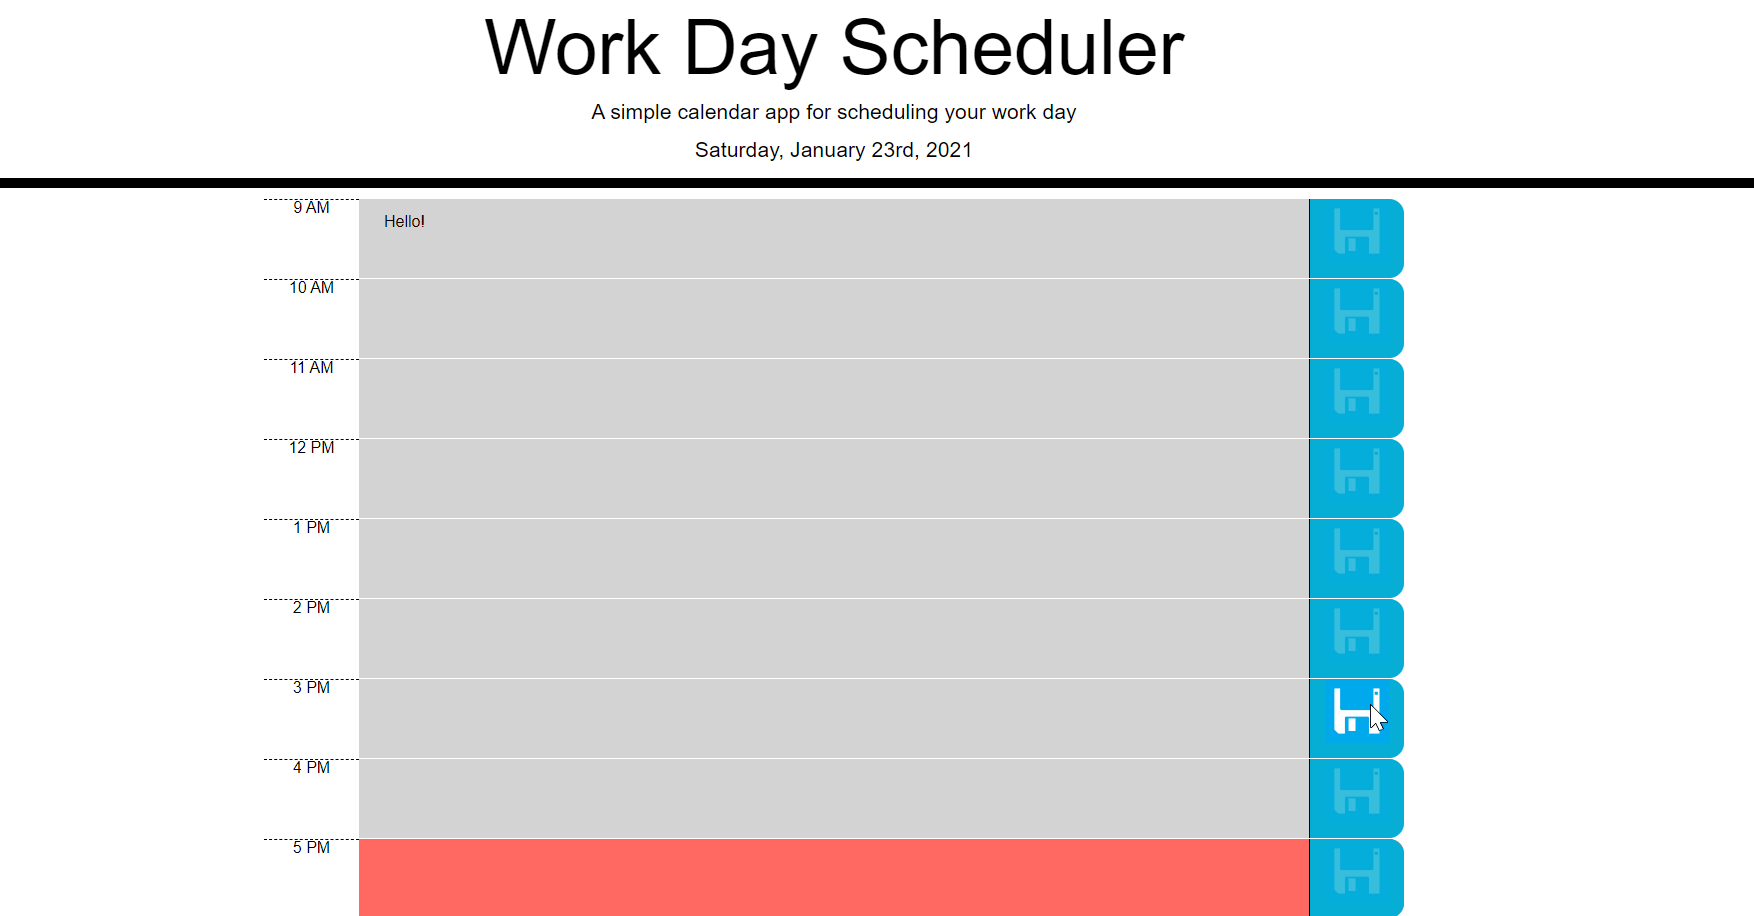 Work Day Scheduler
A simple calendar app for scheduling your work day
Saturday, January 23rd, 2021
9 AM
Hello!
10 AM
11 AM
12 PM
1 PM
2 PM
3 PM
4 PM
5 PM